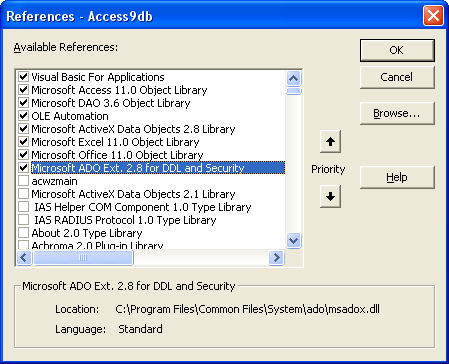 References - Access9db
Available References:
Visual Basic For Applications
Microsoft Access 11.0 Object Library
Microsoft DAO 3.6 Object Library
OLE Automation
Microsoft ActiveX Data Objects 2.8 Library
Microsoft Excel 11.0 Object Library
Microsoft Office 11.0 Object Library
Microsoft ADO Ext. 2.8 for DDL and Security
acwzmain
Microsoft ActiveX Data Objects 2.1 Library
IAS Helper COM Component 1.0 Type Library
IAS RADIUS Protocol 1.0 Type Library
About 2.0 Type Library
Achroma 2.0 Plug-in Library
OK
Cancel
Browse...
Priority
Help
Microsoft ADO Ext. 2.8 for DDL and Security
Location: C:\Program Files\Common Files\System\ado\msadox.dll
Language: Standard